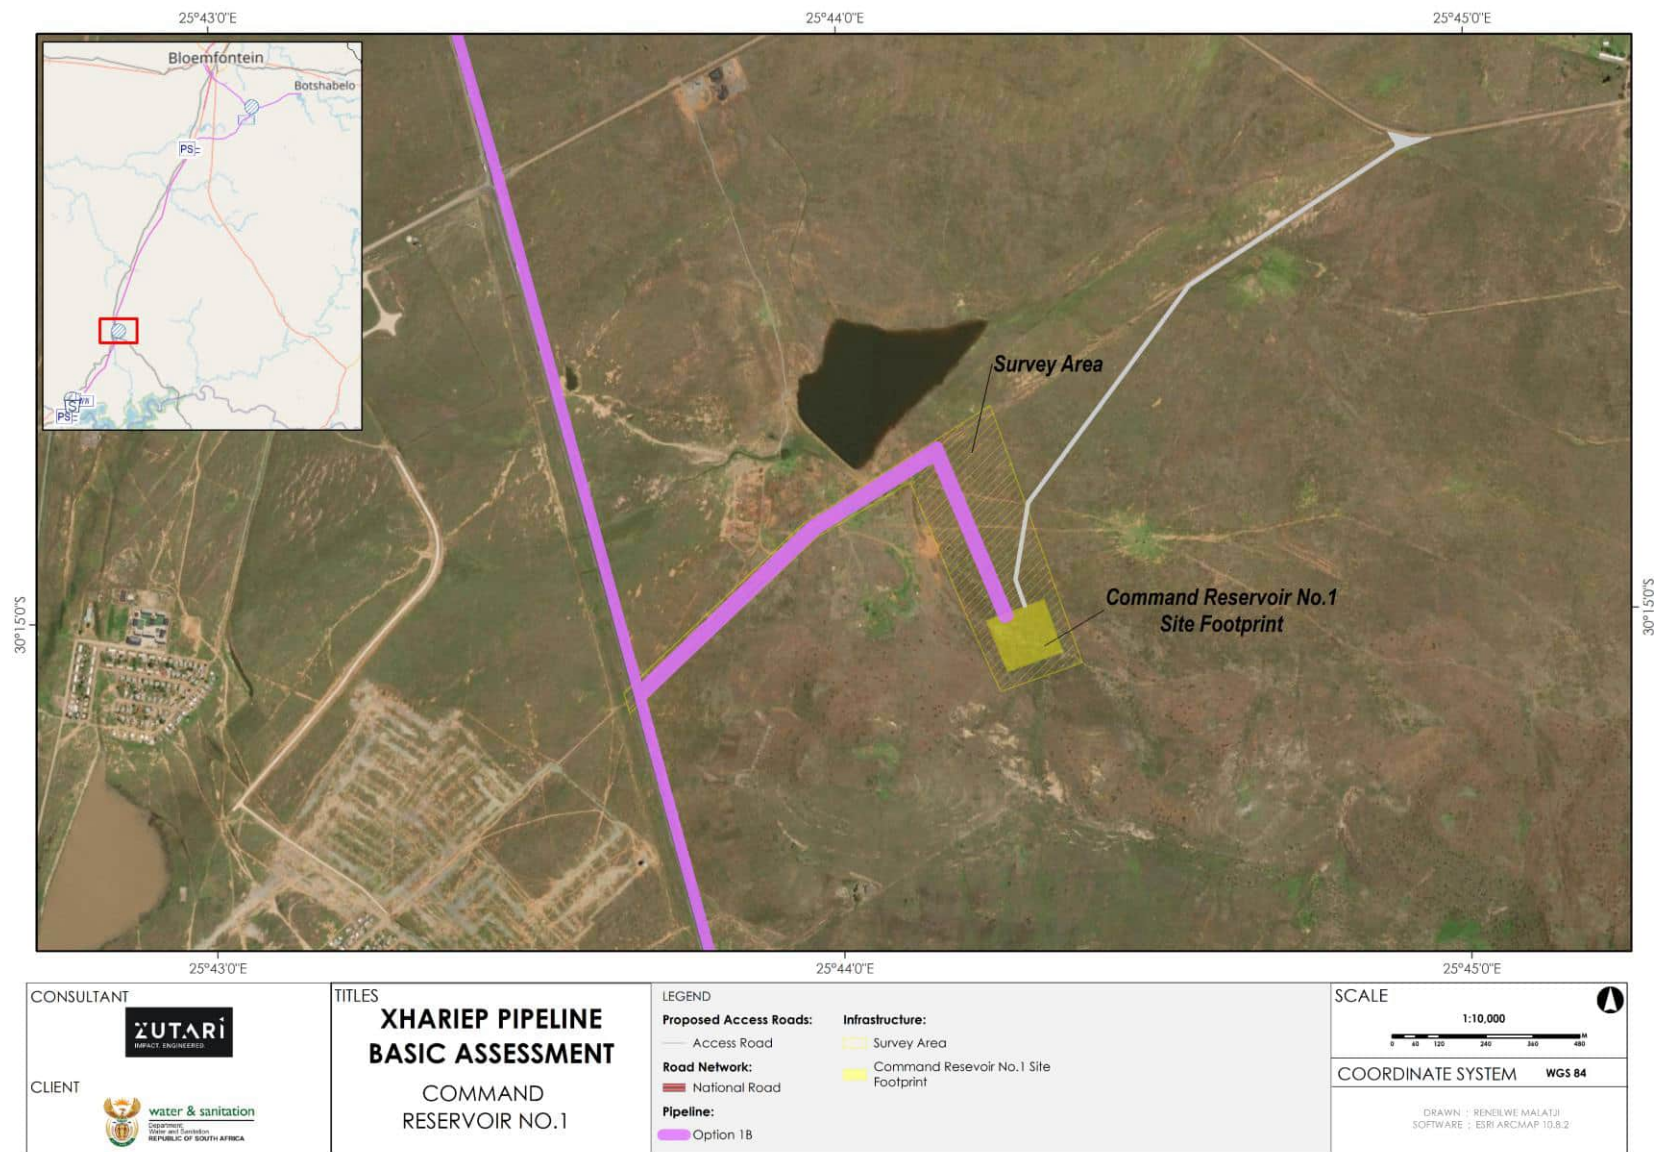 25°43'0"E
25°44'0"E
25°45'0"E
Bloemfontein
Botshabelo
PS
PS
Survey Area
Command Reservoir No.1
Site Footprint
30°15'0"S
30°15'0"S
25°43'0"E
25°44'0"E
25°45'0"E
CONSULTANT
ZUTARI
IMPACT. ENGINEERED.
CLIENT
water & sanitation
Department:
Water and Sanitation
REPUBLIC OF SOUTH AFRICA
TITLES
XHARIEP PIPELINE
BASIC ASSESSMENT
COMMAND
RESERVOIR NO.1
LEGEND
Proposed Access Roads:
Access Road
Road Network:
National Road
Pipeline:
Option 1B
Infrastructure:
Survey Area
Command Resevoir No.1 Site
Footprint
SCALE
1:10,000
M
0 60 120 240 360 480
COORDINATE SYSTEM WGS 84
DRAWN : RENEILWE MALATJI
SOFTWARE : ESRI ARCMAP 10.8.2